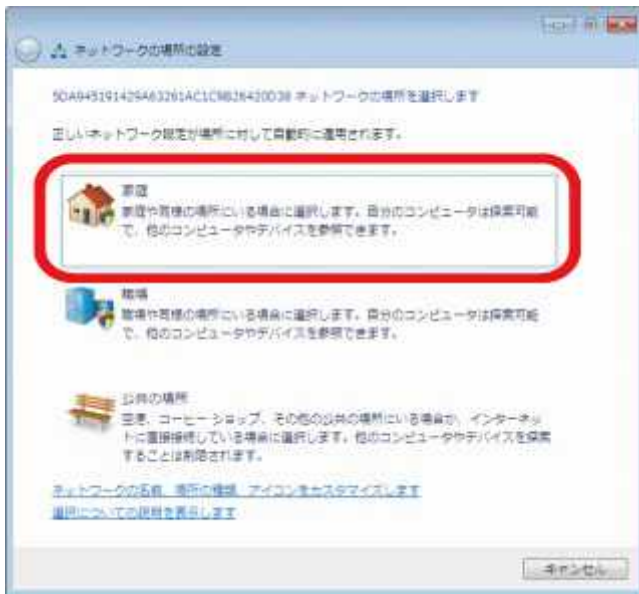 ネットワークの場所の設定
5DA945191429A63261AC1C9B26420D38 ネットワークの場所を選択します
正しいネットワーク設定が場所に対して自動的に適用されます。
家庭
家庭や同様の場所にいる場合に選択します。自分のコンピュータは探索可能
で、他のコンピュータやデバイスを参照できます。
職場
職場や同様の場所にいる場合に選択します。自分のコンピュータは探索可能
で、他のコンピュータやデバイスを参照できます。
公共の場所
空港、コーヒー ショップ、その他の公共の場所にいる場合か、インターネッ
トに直接接続している場合に選択します。他のコンピュータやデバイスを探索
することは制限されます。
ネットワークの名前、場所の種類、アイコンをカスタマイズします
選択についての説明を表示します
キャンセル